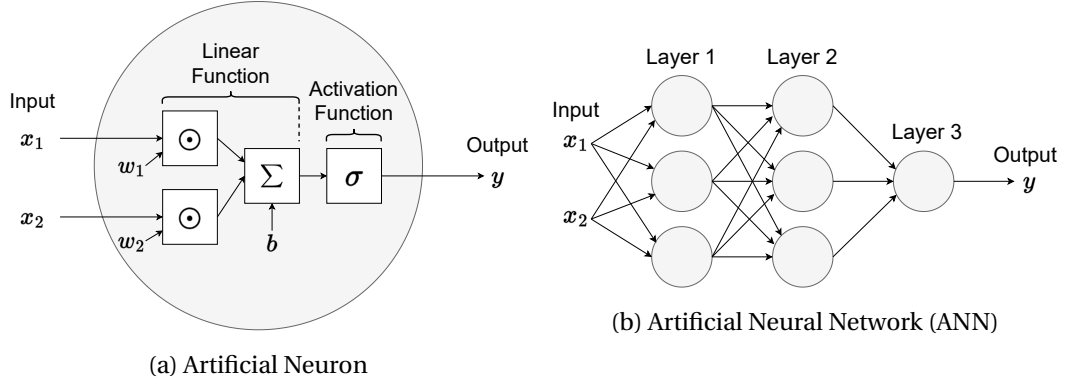 Linear
Function
Activation
Function
Input
x₁
w₁
⊙
x₂
w₂
⊙
Σ
b
σ
Output
y
(a) Artificial Neuron
Layer 1
Layer 2
Layer 3
Input
x₁
x₂
Output
y
(b) Artificial Neural Network (ANN)